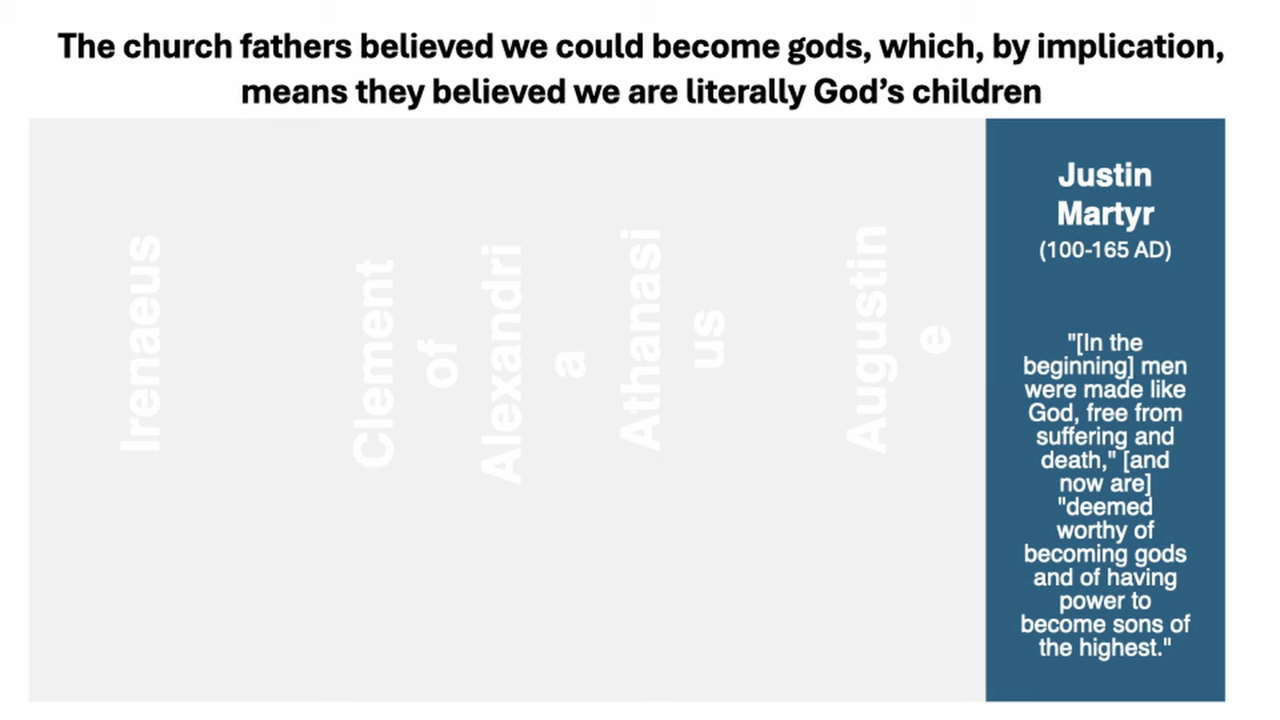 The church fathers believed we could become gods, which, by implication,
means they believed we are literally God’s children
Irenaeus
Clement
of
Alexandri
a
Athanasi
us
Augustin
e
Justin
Martyr
(100-165 AD)
"[In the
beginning] men
were made like
God, free from
suffering and
death," [and
now are]
"deemed
worthy of
becoming gods
and of having
power to
become sons of
the highest."